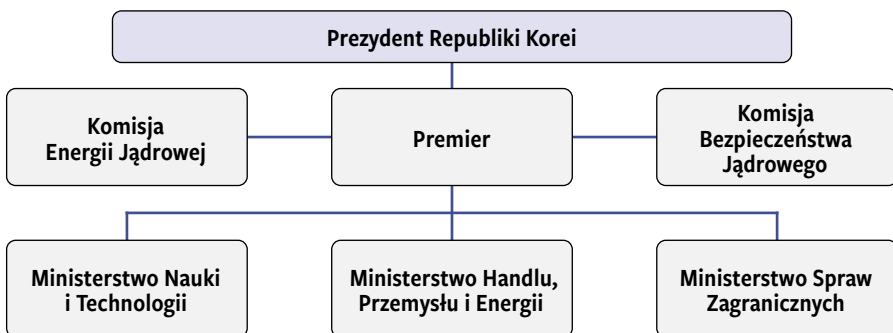 Prezydent Republiki Korei
Komisja
Energii Jądrowej
Premier
Komisja
Bezpieczeństwa
Jądrowego
Ministerstwo Nauki
i Technologii
Ministerstwo Handlu,
Przemysłu i Energii
Ministerstwo Spraw
Zagranicznych